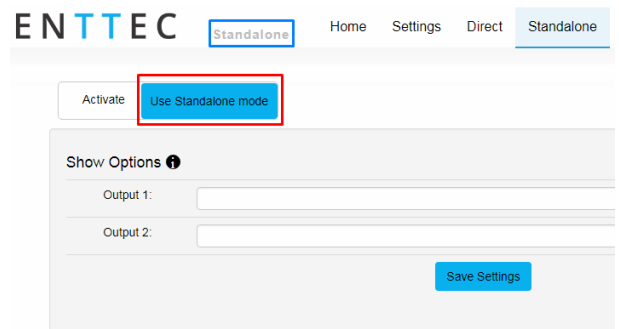 ENTTEC Standalone Home Settings Direct Standalone
Activate Use Standalone mode
Show Options
Output 1:
Output 2:
Save Settings